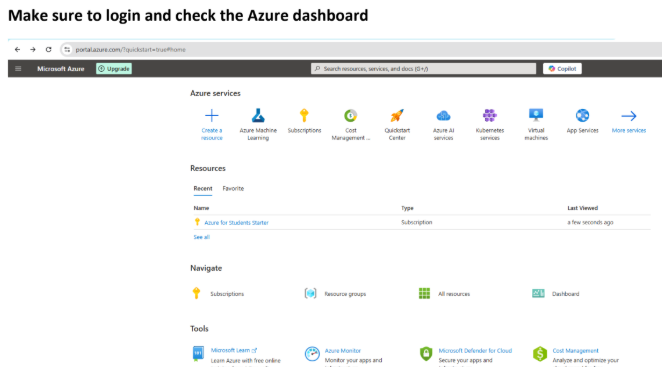 Make sure to login and check the Azure dashboard
portal.azure.com/?quickstart=true#home
Microsoft Azure
Upgrade
Search resources, services, and docs (G+/)
Copilot
Azure services
Create a resource
Azure Machine Learning
Subscriptions
Cost Management ...
Quickstart Center
Azure AI services
Kubernetes services
Virtual machines
App Services
More services
Resources
Recent Favorite
Name Type Last Viewed
Azure for Students Starter Subscription a few seconds ago
See all
Navigate
Subscriptions Resource groups All resources Dashboard
Tools
Microsoft Learn Azure Monitor Microsoft Defender for Cloud Cost Management
Learn Azure with free online Monitor your apps and Secure your apps and Analyze and optimize your